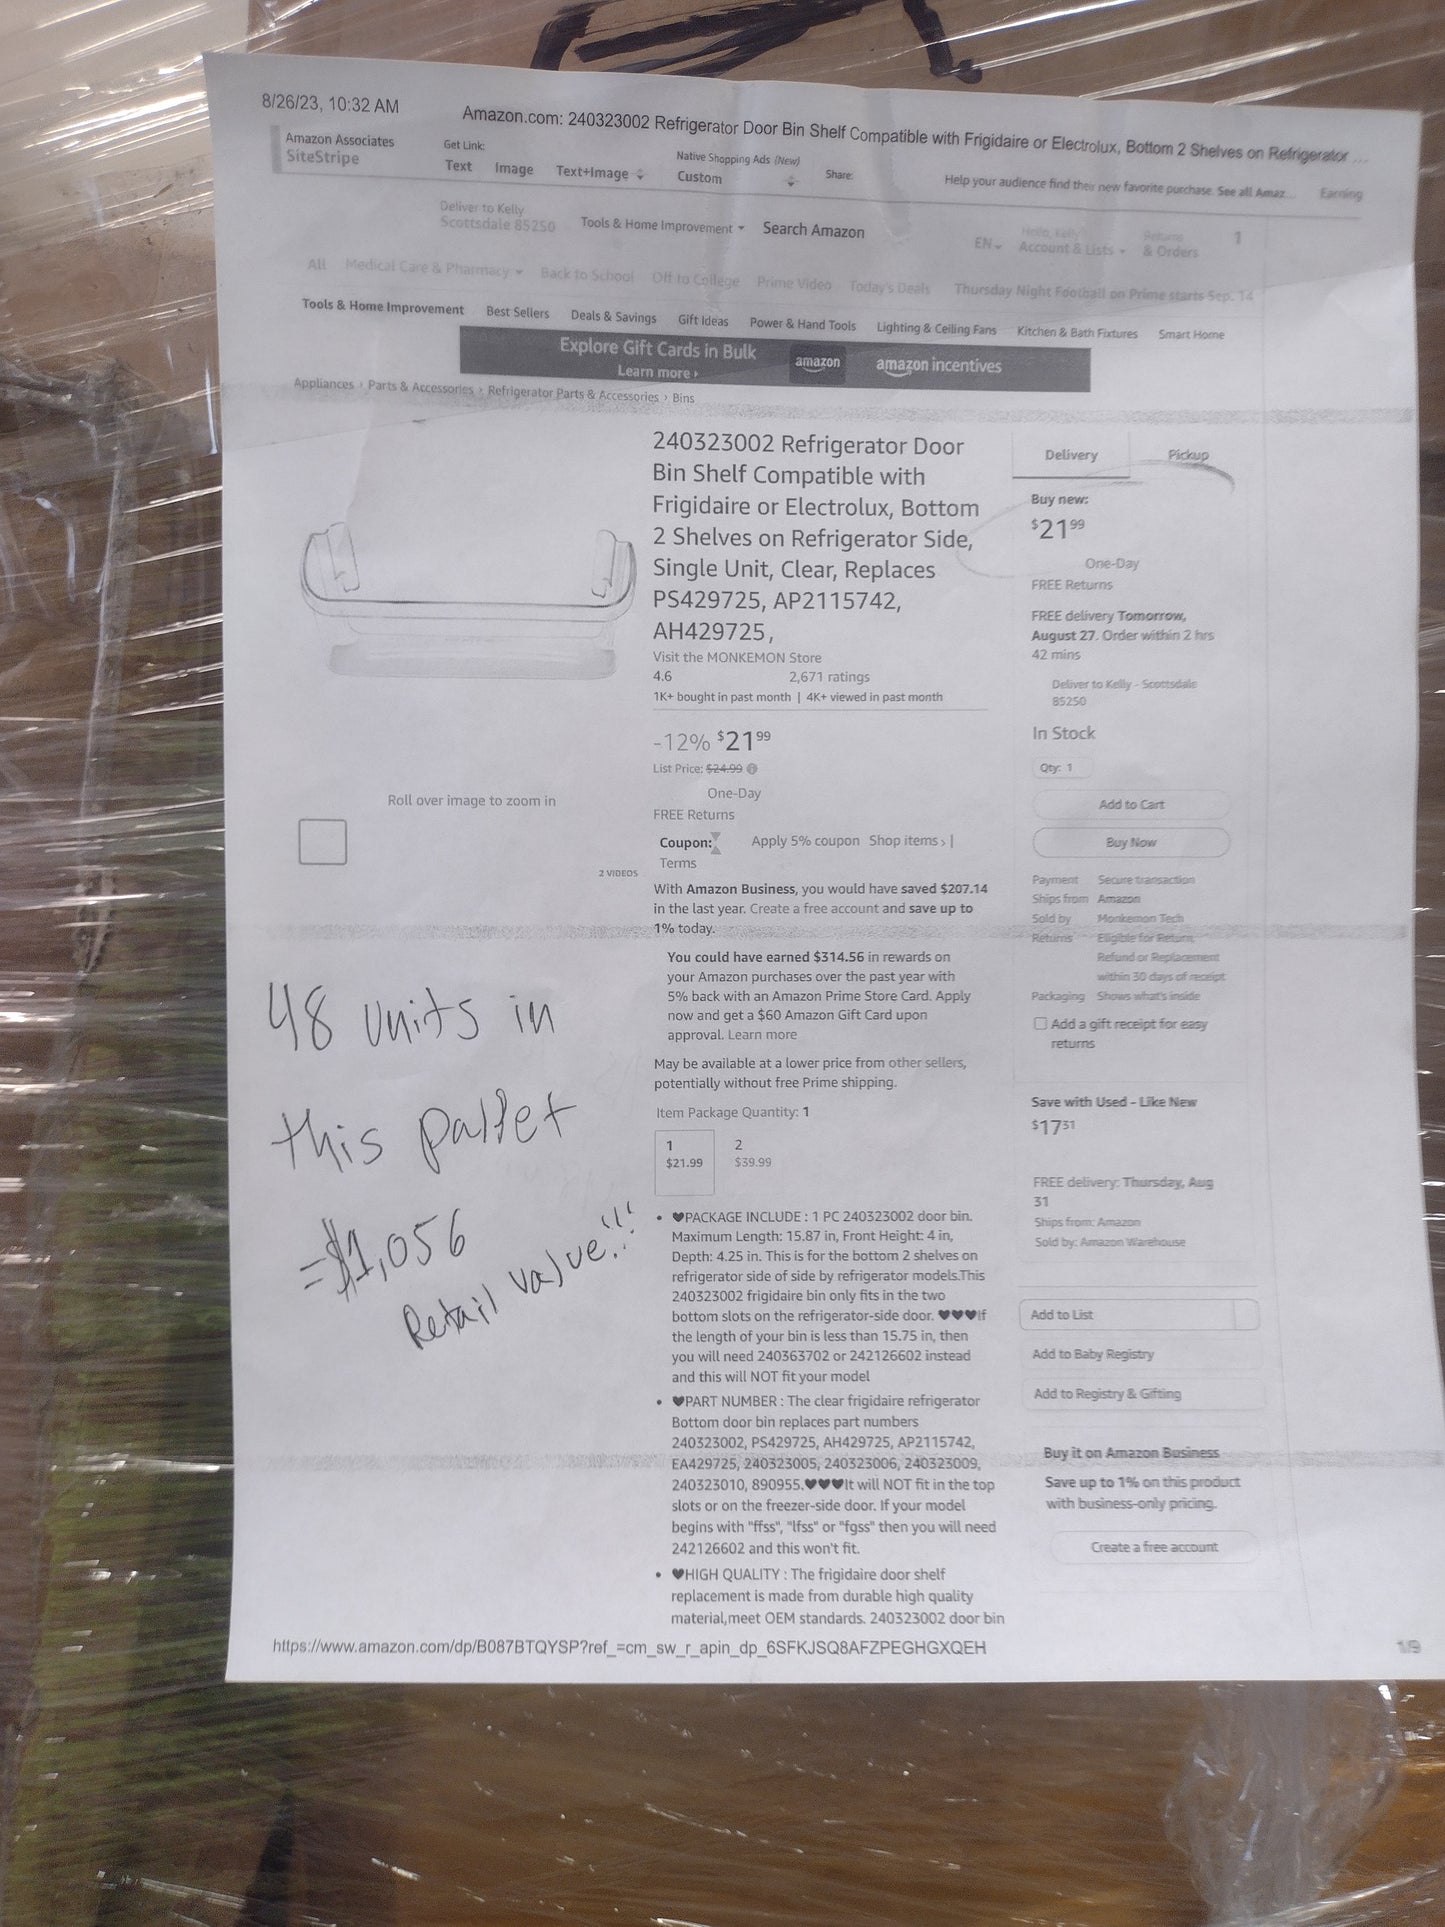 8/26/23, 10:32 AM
Amazon.com: 240323002 Refrigerator Door Bin Shelf Compatible with Frigidaire or Electrolux, Bottom 2 Shelves on Refrigerator ...
Amazon Associates
SiteStripe
Get Link:
Text Image Text+Image
Native Shopping Ads (New)
Custom
Share:
Help your audience find their new favorite purchase. See all Amaz...
Earning
Deliver to Kelly
Scottsdale 85250
Tools & Home Improvement
Search Amazon
EN
Hello, Kelly
Account & Lists
Returns
& Orders
1
All Medical Care & Pharmacy Back to School Off to College Prime Video Today's Deals Thursday Night Football on Prime starts Sep. 14
Tools & Home Improvement Best Sellers Deals & Savings Gift Ideas Power & Hand Tools Lighting & Ceiling Fans Kitchen & Bath Fixtures Smart Home
Explore Gift Cards in Bulk
Learn more ›
amazon
amazon incentives
Appliances › Parts & Accessories › Refrigerator Parts & Accessories › Bins
240323002 Refrigerator Door
Bin Shelf Compatible with
Frigidaire or Electrolux, Bottom
2 Shelves on Refrigerator Side,
Single Unit, Clear, Replaces
PS429725, AP2115742,
AH429725,
Visit the MONKEMON Store
4.6 2,671 ratings
1K+ bought in past month | 4K+ viewed in past month
-12% $2199
List Price: $24.99
One-Day
FREE Returns
Coupon: Apply 5% coupon Shop items › |
Terms
With Amazon Business, you would have saved $207.14
in the last year. Create a free account and save up to
1% today.
You could have earned $314.56 in rewards on
your Amazon purchases over the past year with
5% back with an Amazon Prime Store Card. Apply
now and get a $60 Amazon Gift Card upon
approval. Learn more
May be available at a lower price from other sellers,
potentially without free Prime shipping.
Item Package Quantity: 1
1 2
$21.99 $39.99
• ♥PACKAGE INCLUDE : 1 PC 240323002 door bin.
Maximum Length: 15.87 in, Front Height: 4 in,
Depth: 4.25 in. This is for the bottom 2 shelves on
refrigerator side of side by refrigerator models.This
240323002 frigidaire bin only fits in the two
bottom slots on the refrigerator-side door. ♥♥♥If
the length of your bin is less than 15.75 in, then
you will need 240363702 or 242126602 instead
and this will NOT fit your model
• ♥PART NUMBER : The clear frigidaire refrigerator
Bottom door bin replaces part numbers
240323002, PS429725, AH429725, AP2115742,
EA429725, 240323005, 240323006, 240323009,
240323010, 890955.♥♥♥It will NOT fit in the top
slots or on the freezer-side door. If your model
begins with "ffss", "lfss" or "fgss" then you will need
242126602 and this won't fit.
• ♥HIGH QUALITY : The frigidaire door shelf
replacement is made from durable high quality
material,meet OEM standards. 240323002 door bin
Roll over image to zoom in
2 VIDEOS
48 units in
this pallet
=$1,056
Retail value!!!
Delivery Pickup
Buy new:
$2199
One-Day
FREE Returns
FREE delivery Tomorrow,
August 27. Order within 2 hrs
42 mins
Deliver to Kelly - Scottsdale
85250
In Stock
Qty: 1
Add to Cart
Buy Now
Payment Secure transaction
Ships from Amazon
Sold by Monkemon Tech
Returns Eligible for Return,
Refund or Replacement
within 30 days of receipt
Packaging Shows what's inside
Add a gift receipt for easy
returns
Save with Used - Like New
$1731
FREE delivery: Thursday, Aug
31
Ships from: Amazon
Sold by: Amazon Warehouse
Add to List
Add to Baby Registry
Add to Registry & Gifting
Buy it on Amazon Business
Save up to 1% on this product
with business-only pricing.
Create a free account
https://www.amazon.com/dp/B087BTQYSP?ref_=cm_sw_r_apin_dp_6SFKJSQ8AFZPEGHGXQEH
1/9